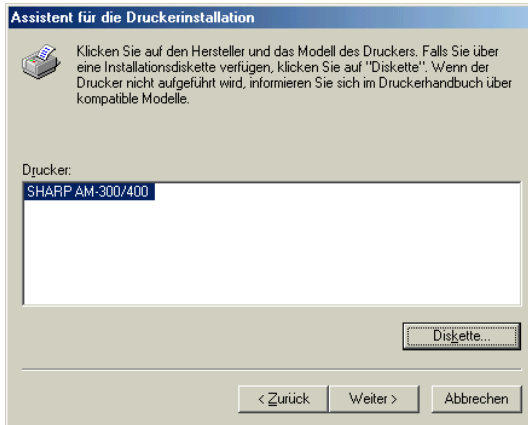 Assistent für die Druckerinstallation
Klicken Sie auf den Hersteller und das Modell des Druckers. Falls Sie über
eine Installationsdiskette verfügen, klicken Sie auf "Diskette". Wenn der
Drucker nicht aufgeführt wird, informieren Sie sich im Druckerhandbuch über
kompatible Modelle.
Drucker:
SHARP AM-300/400
Diskette...
< Zurück
Weiter >
Abbrechen